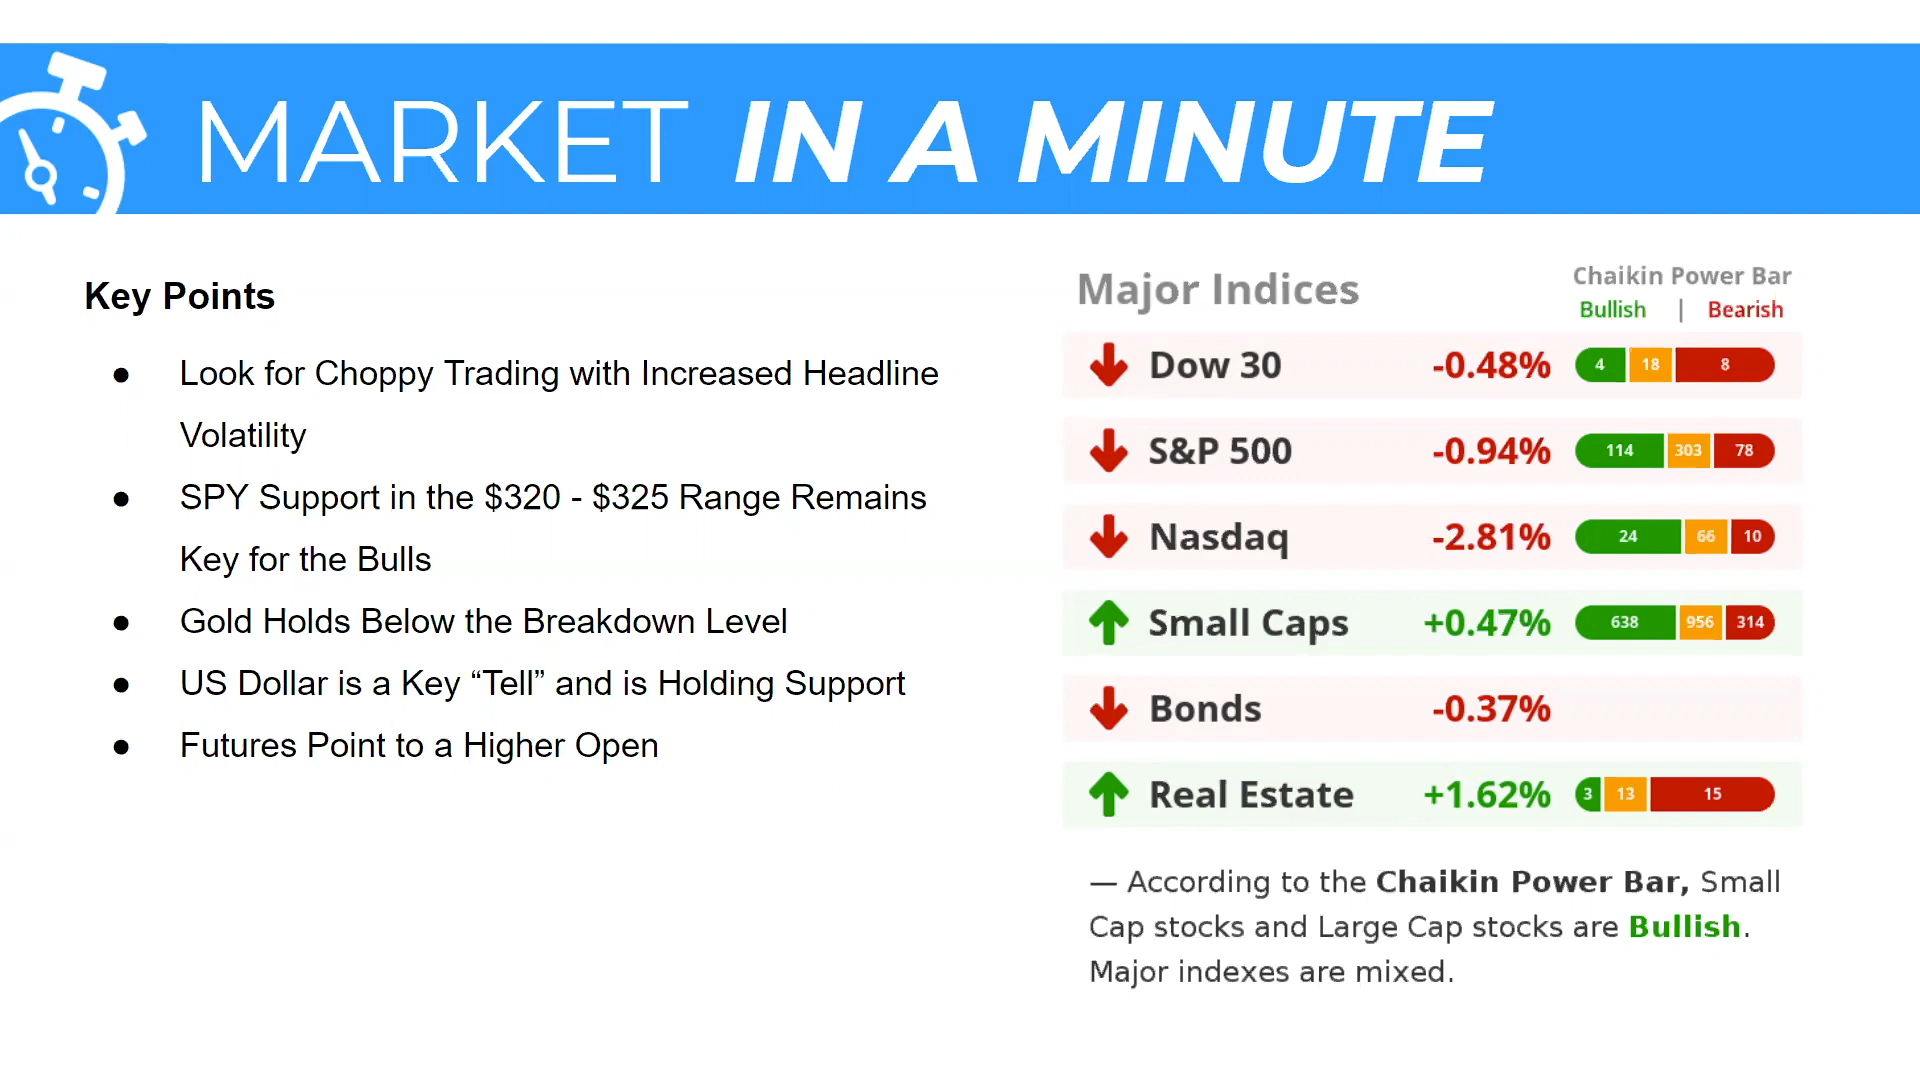 MARKET IN A MINUTE
Key Points
● Look for Choppy Trading with Increased Headline
Volatility
● SPY Support in the $320 - $325 Range Remains
Key for the Bulls
● Gold Holds Below the Breakdown Level
● US Dollar is a Key “Tell” and is Holding Support
● Futures Point to a Higher Open
Major Indices
Chaikin Power Bar
Bullish | Bearish
Dow 30 -0.48% 4 18 8
S&P 500 -0.94% 114 303 78
Nasdaq -2.81% 24 66 10
Small Caps +0.47% 638 956 314
Bonds -0.37%
Real Estate +1.62% 3 13 15
— According to the Chaikin Power Bar, Small
Cap stocks and Large Cap stocks are Bullish.
Major indexes are mixed.